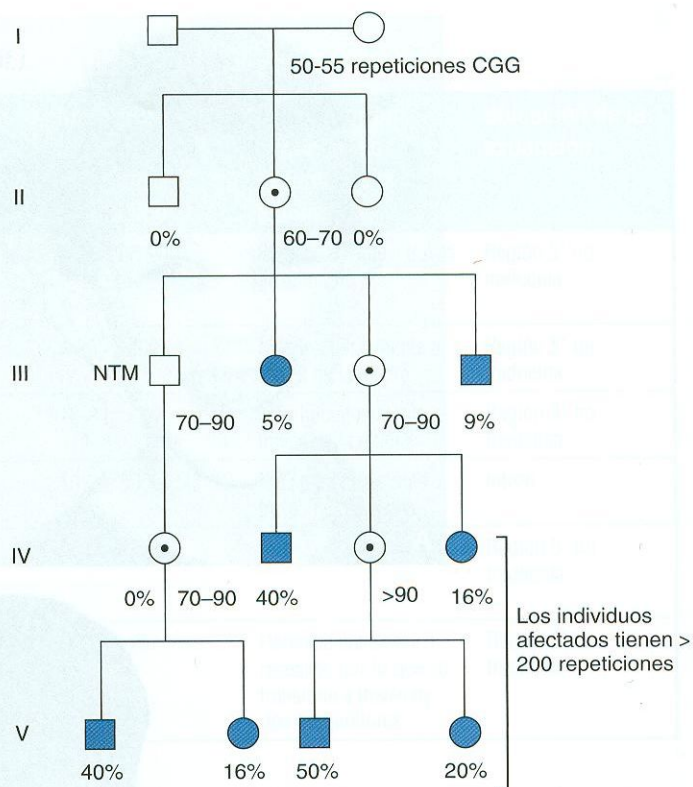 I
50-55 repeticiones CGG
II
0% 60–70 0%
III NTM
70–90 5% 70–90 9%
IV
0% 70–90 40% >90 16%
Los individuos
afectados tienen >
200 repeticiones
V
40% 16% 50% 20%